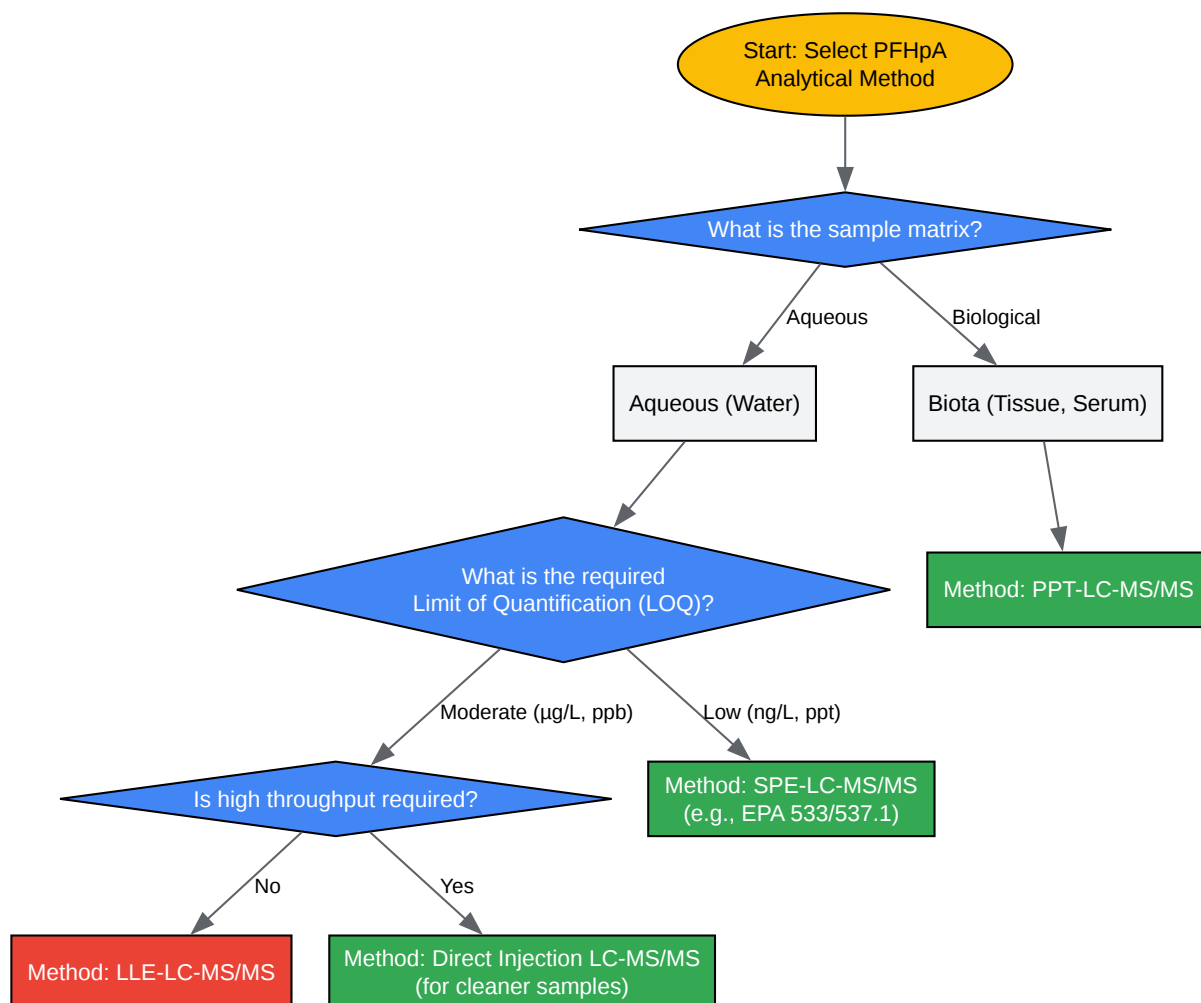 Start: Select PFHpA
Analytical Method
What is the sample matrix?
Aqueous
Biological
Aqueous (Water)
Biota (Tissue, Serum)
What is the required
Limit of Quantification (LOQ)?
Method: PPT-LC-MS/MS
Moderate (µg/L, ppb)
Low (ng/L, ppt)
Is high throughput required?
Method: SPE-LC-MS/MS
(e.g., EPA 533/537.1)
No
Yes
Method: LLE-LC-MS/MS
Method: Direct Injection LC-MS/MS
(for cleaner samples)